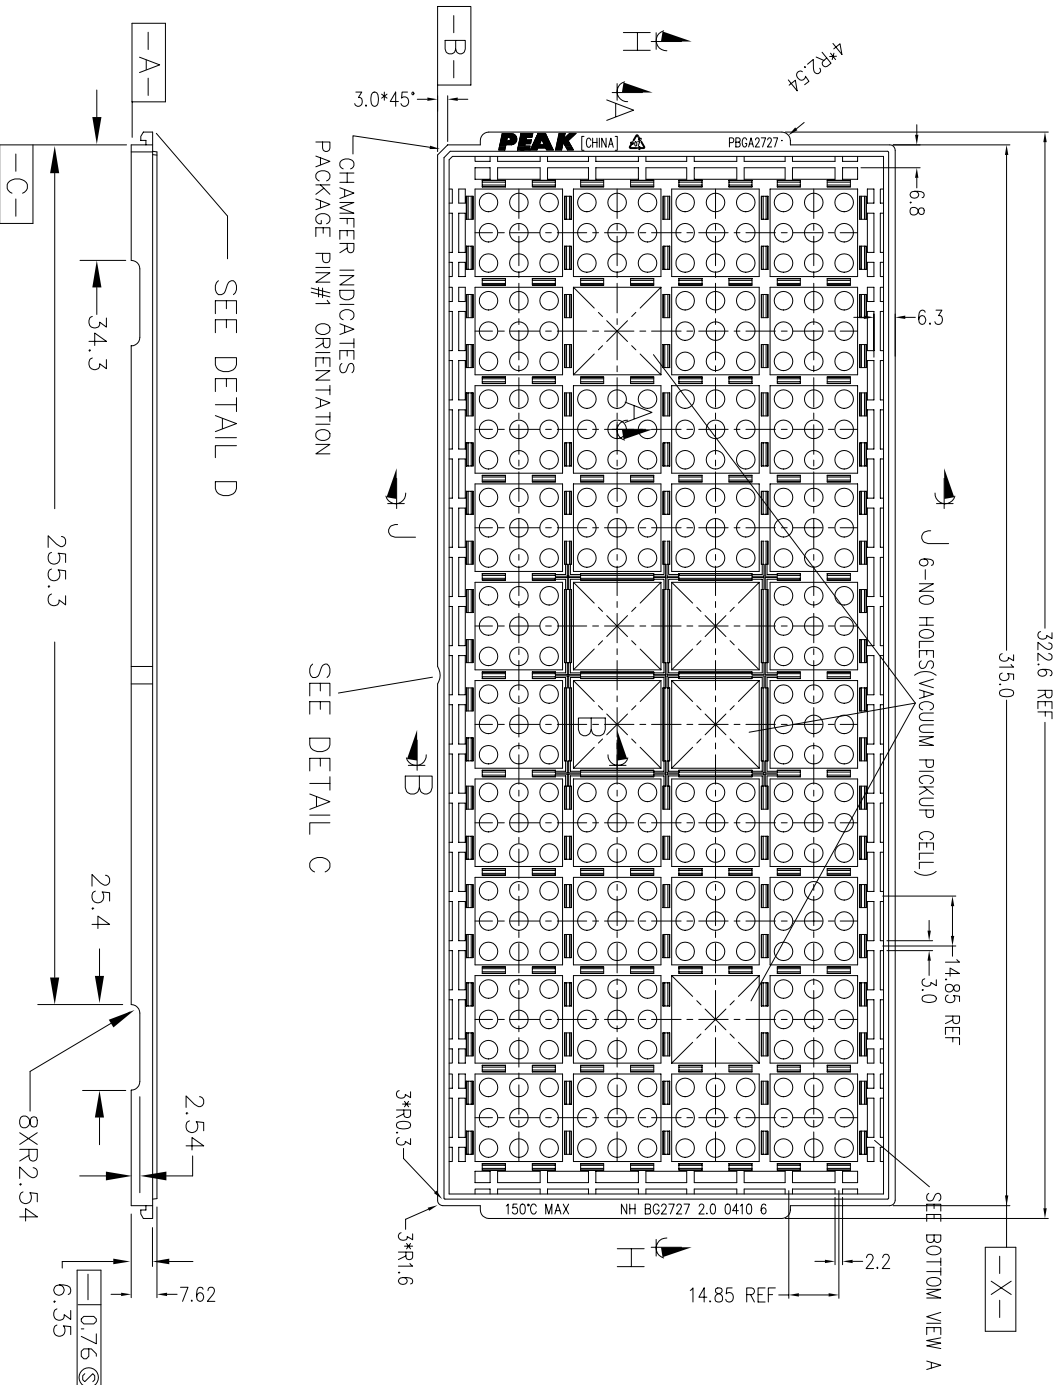 -B-
H
A
4*R2.54
3.0*45°
-A-
PEAK [CHINA] PBGA2727
6.8
6.3
322.6 REF
315.0
-C-
CHAMFER INDICATES
PACKAGE PIN#1 ORIENTATION
SEE DETAIL D
34.3
255.3
A
J
J
6-NO HOLES(VACUUM PICKUP CELL)
SEE DETAIL C
B
B
14.85 REF
3.0
25.4
8XR2.54
2.54
3*R0.3
3*R1.6
150°C MAX NH BG2727 2.0 0410 6
H
2.2
14.85 REF
SEE BOTTOM VIEW A
-X-
7.62
6.35
0.76 Ⓢ